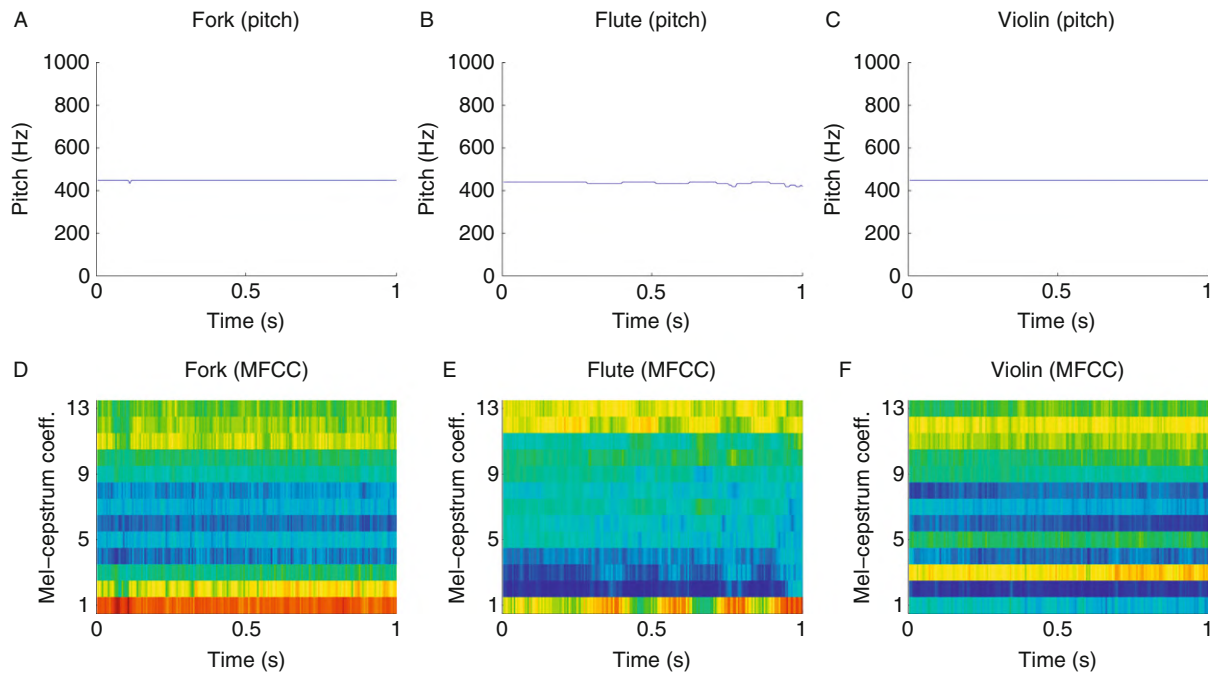 A
Fork (pitch)
1000
800
600
400
200
0
Pitch (Hz)
0
0.5
1
Time (s)
B
Flute (pitch)
1000
800
600
400
200
0
Pitch (Hz)
0
0.5
1
Time (s)
C
Violin (pitch)
1000
800
600
400
200
0
Pitch (Hz)
0
0.5
1
Time (s)
D
Fork (MFCC)
13
9
5
1
Mel–cepstrum coeff.
0
0.5
1
Time (s)
E
Flute (MFCC)
13
9
5
1
Mel–cepstrum coeff.
0
0.5
1
Time (s)
F
Violin (MFCC)
13
9
5
1
Mel–cepstrum coeff.
0
0.5
1
Time (s)